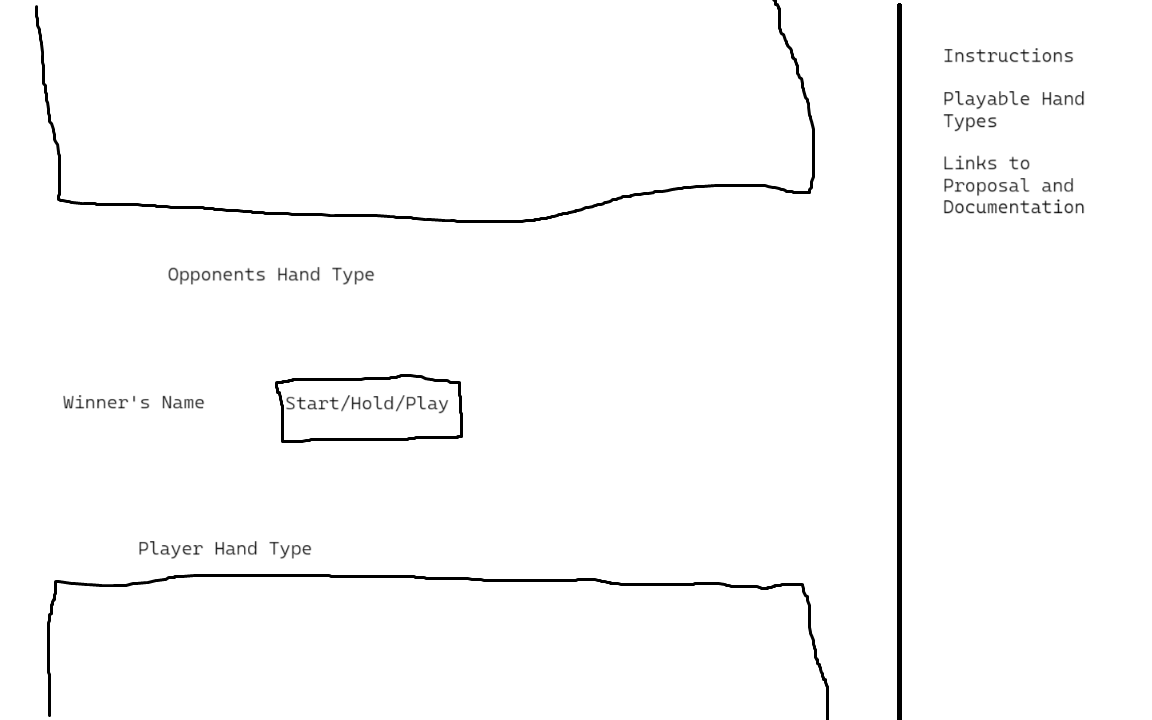 Opponents Hand Type
Winner's Name
Start/Hold/Play
Player Hand Type
Instructions
Playable Hand
Types
Links to
Proposal and
Documentation